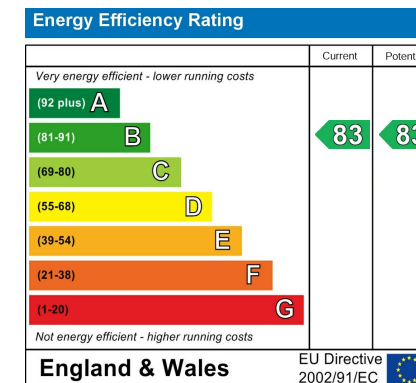 Energy Efficiency Rating
Current
Very energy efficient - lower running costs
(92 plus) A
(81-91) B
83
(69-80) C
(55-68) D
(39-54) E
(21-38) F
(1-20) G
Not energy efficient - higher running costs
England & Wales
EU Directive
2002/91/EC